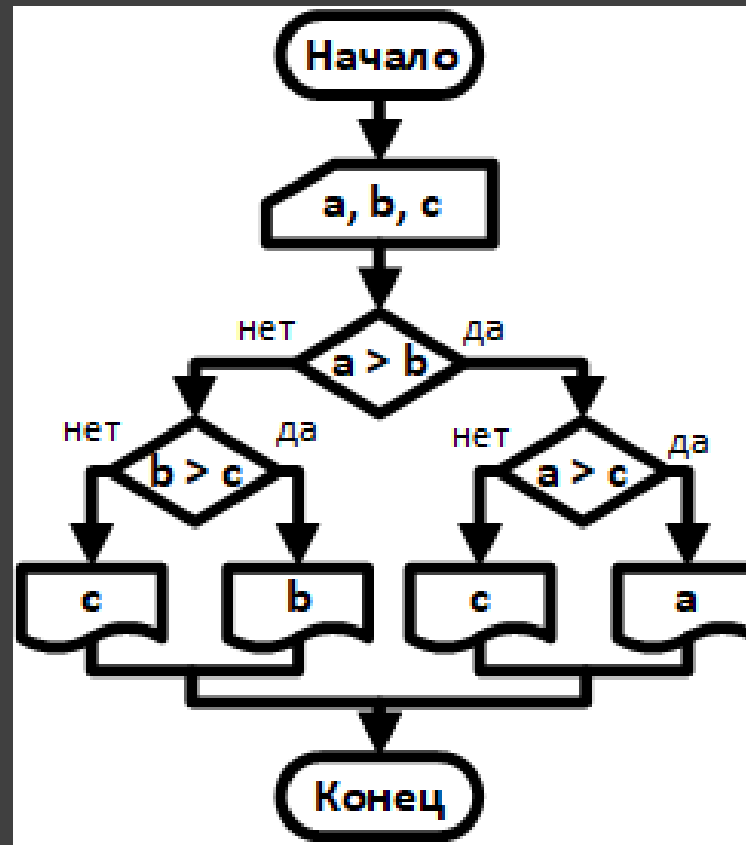 Начало
a, b, c
нет да
a > b
нет да нет да
b > c a > c
c b c a
Конец